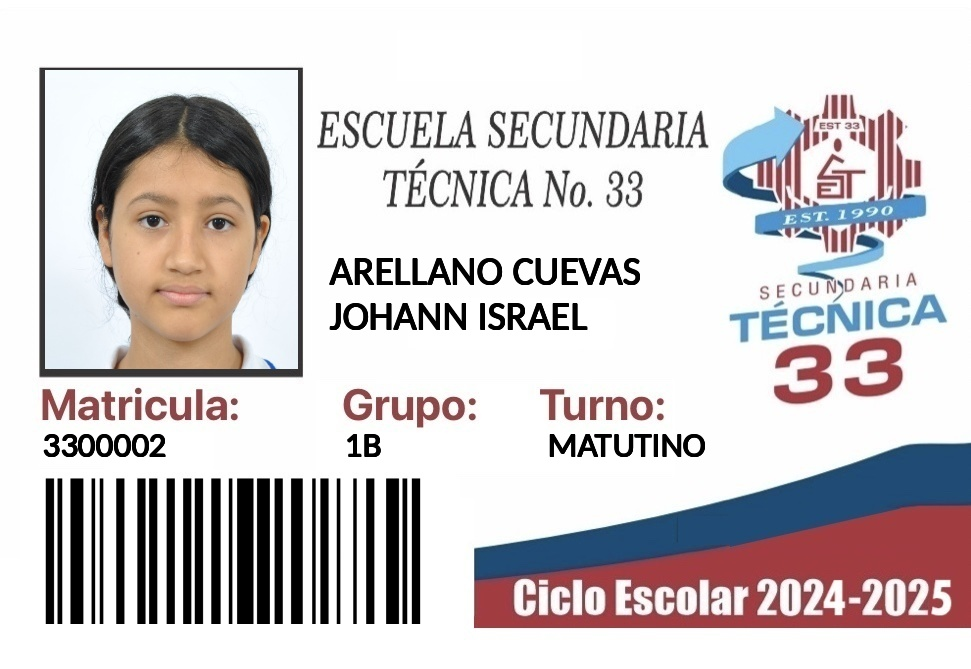 ESCUELA SECUNDARIA
TÉCNICA No. 33
ARELLANO CUEVAS
JOHANN ISRAEL
EST 33
EST. 1990
SECUNDARIA
TÉCNICA
33
Matricula: Grupo: Turno:
3300002 1B MATUTINO
Ciclo Escolar 2024-2025